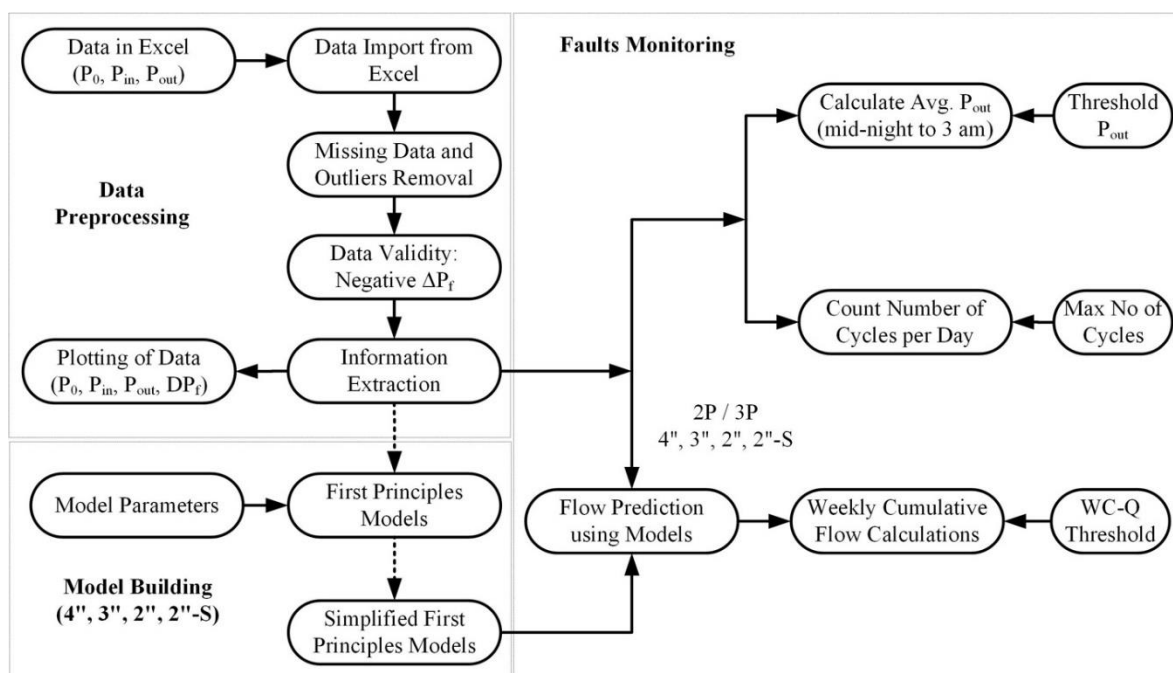 Data in Excel
(P₀, Pᵢₙ, Pₒᵤₜ)
Data Import from
Excel
Missing Data and
Outliers Removal
Data
Preprocessing
Data Validity:
Negative ΔP_f
Plotting of Data
(P₀, Pᵢₙ, Pₒᵤₜ, DP_f)
Information
Extraction
Model Parameters
First Principles
Models
Model Building
(4", 3", 2", 2"-S)
Simplified First
Principles Models
Faults Monitoring
Calculate Avg. Pₒᵤₜ
(mid-night to 3 am)
Threshold
Pₒᵤₜ
Count Number of
Cycles per Day
Max No of
Cycles
2P / 3P
4", 3", 2", 2"-S
Flow Prediction
using Models
Weekly Cumulative
Flow Calculations
WC-Q
Threshold